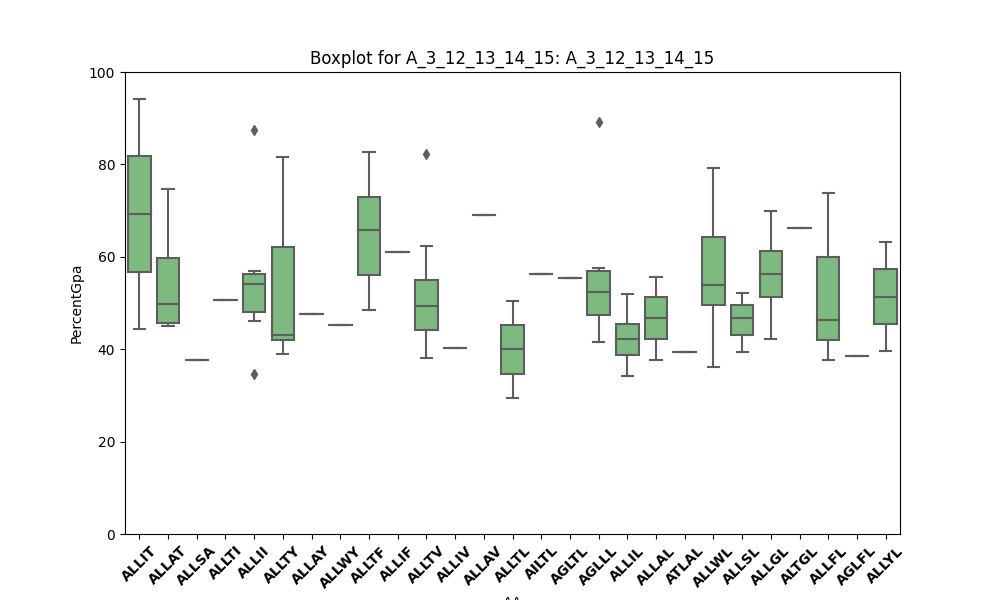 Boxplot for A_3_12_13_14_15: A_3_12_13_14_15
100
80
60
40
20
0
PercentGpa
ALLIT
ALLAT
ALLSA
ALLTI
ALLII
ALLTY
ALLAY
ALLWY
ALLTF
ALLIF
ALLTV
ALLIV
ALLAV
ALLTL
AILTL
AGLTL
AGLLL
ALLIL
ALLAL
ATLAL
ALLWL
ALLSL
ALLGL
ALTGL
ALLFL
AGLFL
ALLYL